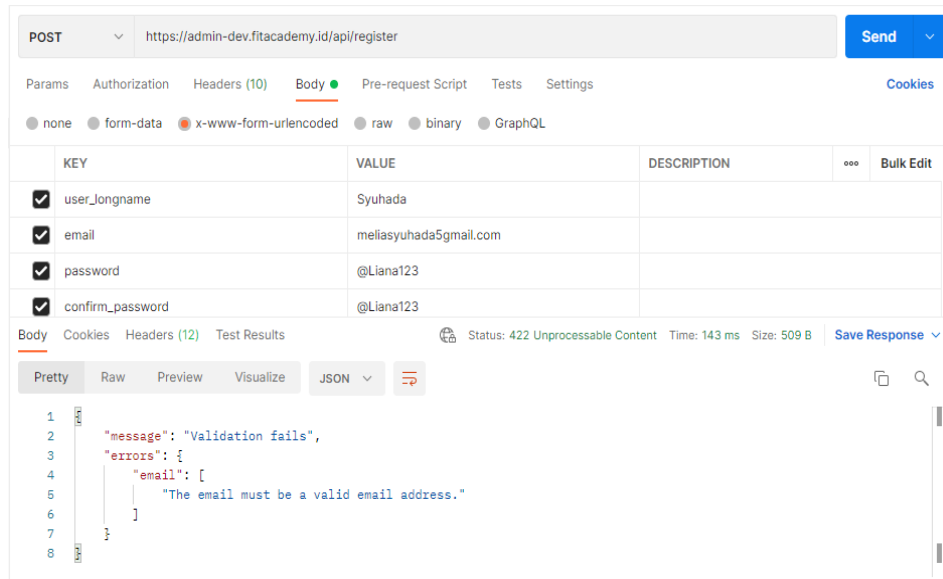 POST https://admin-dev.fitacademy.id/api/register Send
Params Authorization Headers (10) Body Pre-request Script Tests Settings Cookies
none form-data x-www-form-urlencoded raw binary GraphQL
KEY VALUE DESCRIPTION ooo Bulk Edit
user_longname Syuhada
email meliasyuhada5gmail.com
password @Liana123
confirm_password @Liana123
Body Cookies Headers (12) Test Results Status: 422 Unprocessable Content Time: 143 ms Size: 509 B Save Response
Pretty Raw Preview Visualize JSON
1 {
2 "message": "Validation fails",
3 "errors": {
4 "email": [
5 "The email must be a valid email address."
6 ]
7 }
8 }